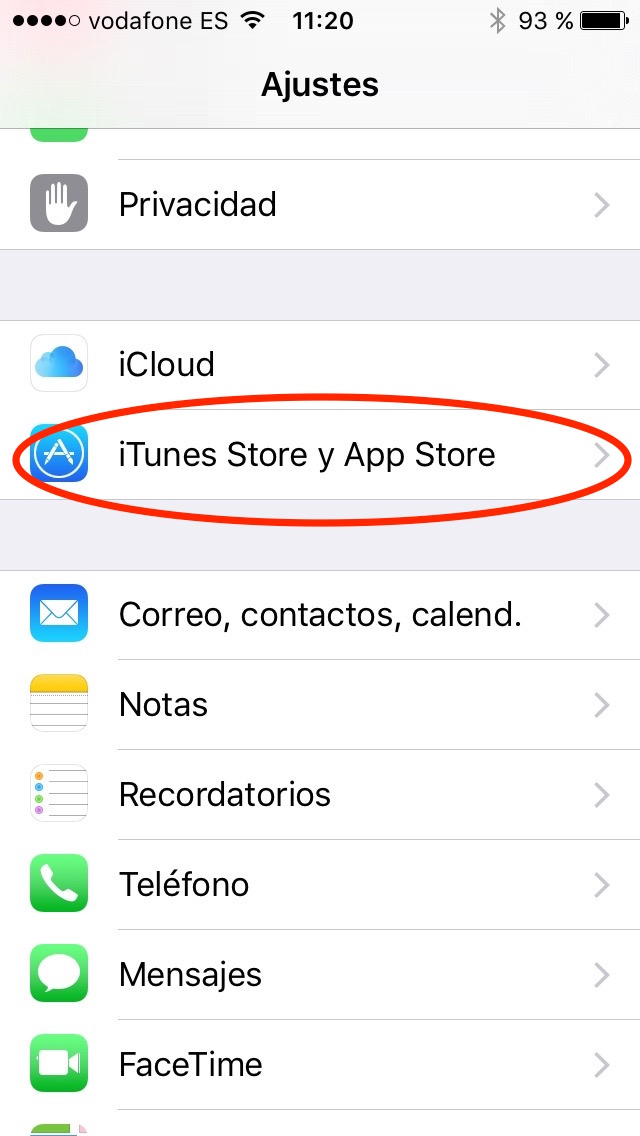 vodafone ES 11:20 93 %
Ajustes
Privacidad
iCloud
iTunes Store y App Store
Correo, contactos, calend.
Notas
Recordatorios
Teléfono
Mensajes
FaceTime